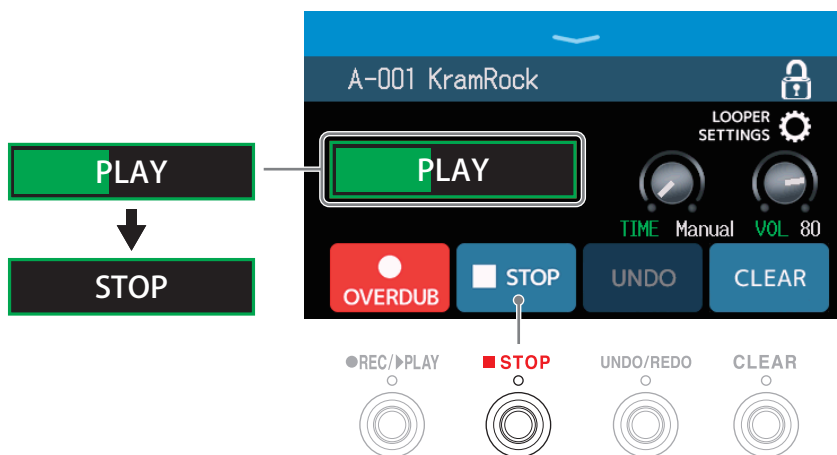 A-001 KramRock
LOOPER
SETTINGS
PLAY
PLAY
TIME Manual VOL 80
STOP
OVERDUB
STOP
UNDO
CLEAR
●REC/▶PLAY
■STOP
UNDO/REDO
CLEAR